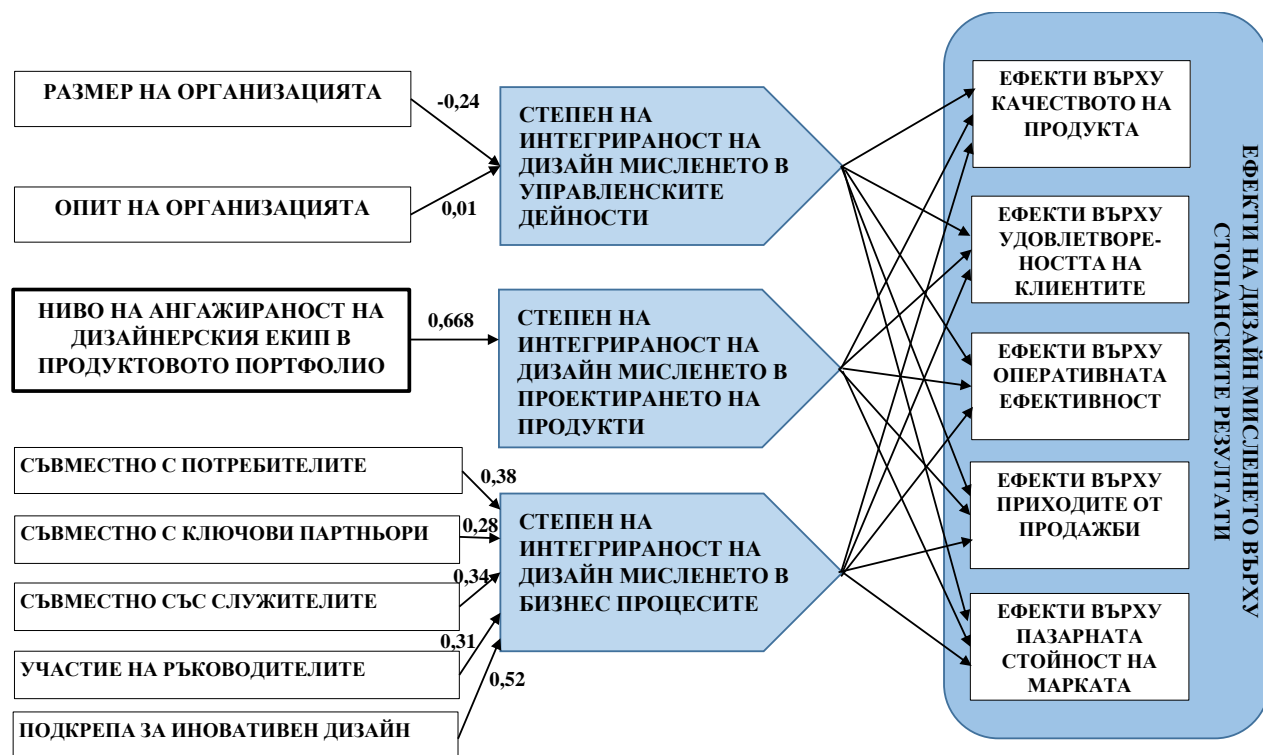 РАЗМЕР НА ОРГАНИЗАЦИЯТА
-0,24
ОПИТ НА ОРГАНИЗАЦИЯТА
0,01
НИВО НА АНГАЖИРАНОСТ НА
ДИЗАЙНЕРСКИЯ ЕКИП В
ПРОДУКТОВОТО ПОРТФОЛИО
0,668
СЪВМЕСТНО С ПОТРЕБИТЕЛИТЕ
0,38
СЪВМЕСТНО С КЛЮЧОВИ ПАРТНЬОРИ
0,28
СЪВМЕСТНО СЪС СЛУЖИТЕЛИТЕ
0,34
УЧАСТИЕ НА РЪКОВОДИТЕЛИТЕ
0,31
ПОДКРЕПА ЗА ИНОВАТИВЕН ДИЗАЙН
0,52
СТЕПЕН НА
ИНТЕГРИРАНОСТ НА
ДИЗАЙН МИСЛЕНЕТО В
УПРАВЛЕНСКИТЕ
ДЕЙНОСТИ
СТЕПЕН НА
ИНТЕГРИРАНОСТ НА
ДИЗАЙН МИСЛЕНЕТО В
ПРОЕКТИРАНЕТО НА
ПРОДУКТИ
СТЕПЕН НА
ИНТЕГРИРАНОСТ НА
ДИЗАЙН МИСЛЕНЕТО В
БИЗНЕС ПРОЦЕСИТЕ
ЕФЕКТИ ВЪРХУ
КАЧЕСТВОТО НА
ПРОДУКТА
ЕФЕКТИ ВЪРХУ
УДОВЛЕТВОРЕ-
НОСТТА НА
КЛИЕНТИТЕ
ЕФЕКТИ ВЪРХУ
ОПЕРАТИВНАТА
ЕФЕКТИВНОСТ
ЕФЕКТИ ВЪРХУ
ПРИХОДИТЕ ОТ
ПРОДАЖБИ
ЕФЕКТИ ВЪРХУ
ПАЗАРНАТА
СТОЙНОСТ НА
МАРКАТА
ЕФЕКТИ НА ДИЗАЙН МИСЛЕНЕТО ВЪРХУ
СТОПАНСКИТЕ РЕЗУЛТАТИ